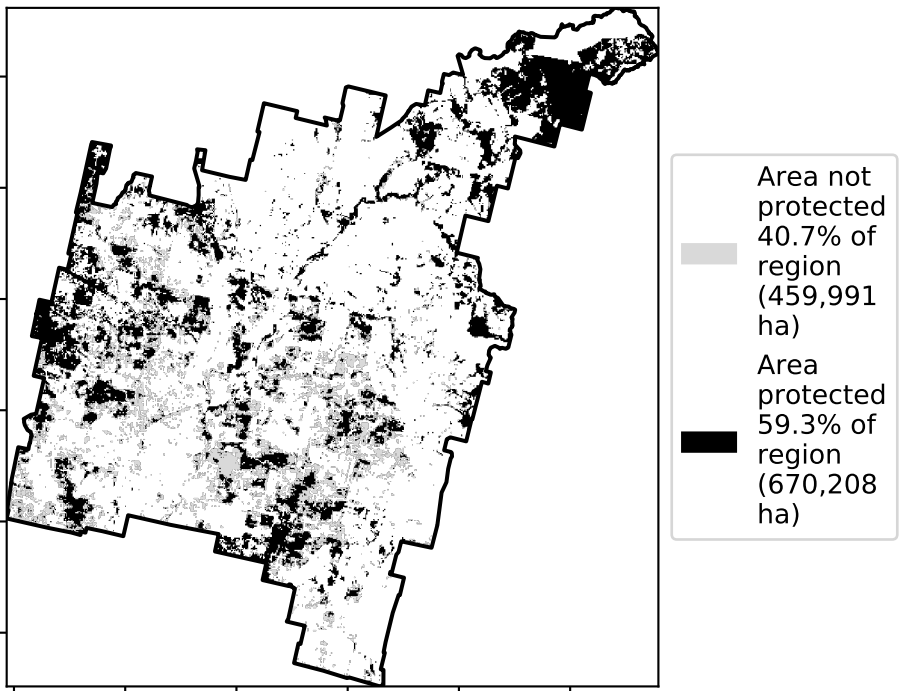 Area not
protected
40.7% of
region
(459,991
ha)
Area
protected
59.3% of
region
(670,208
ha)